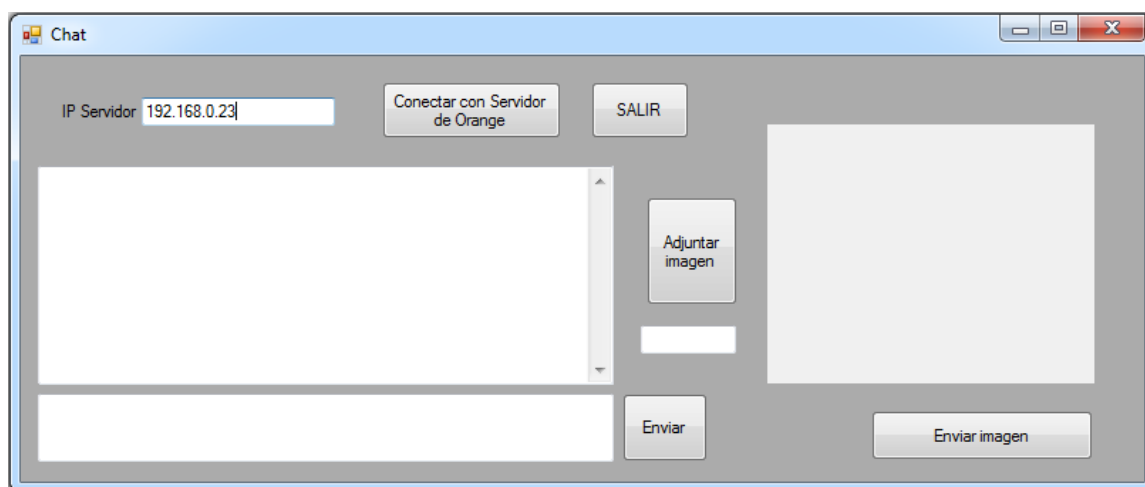 Chat
IP Servidor 192.168.0.23
Conectar con Servidor
de Orange
SALIR
Adjuntar
imagen
Enviar
Enviar imagen